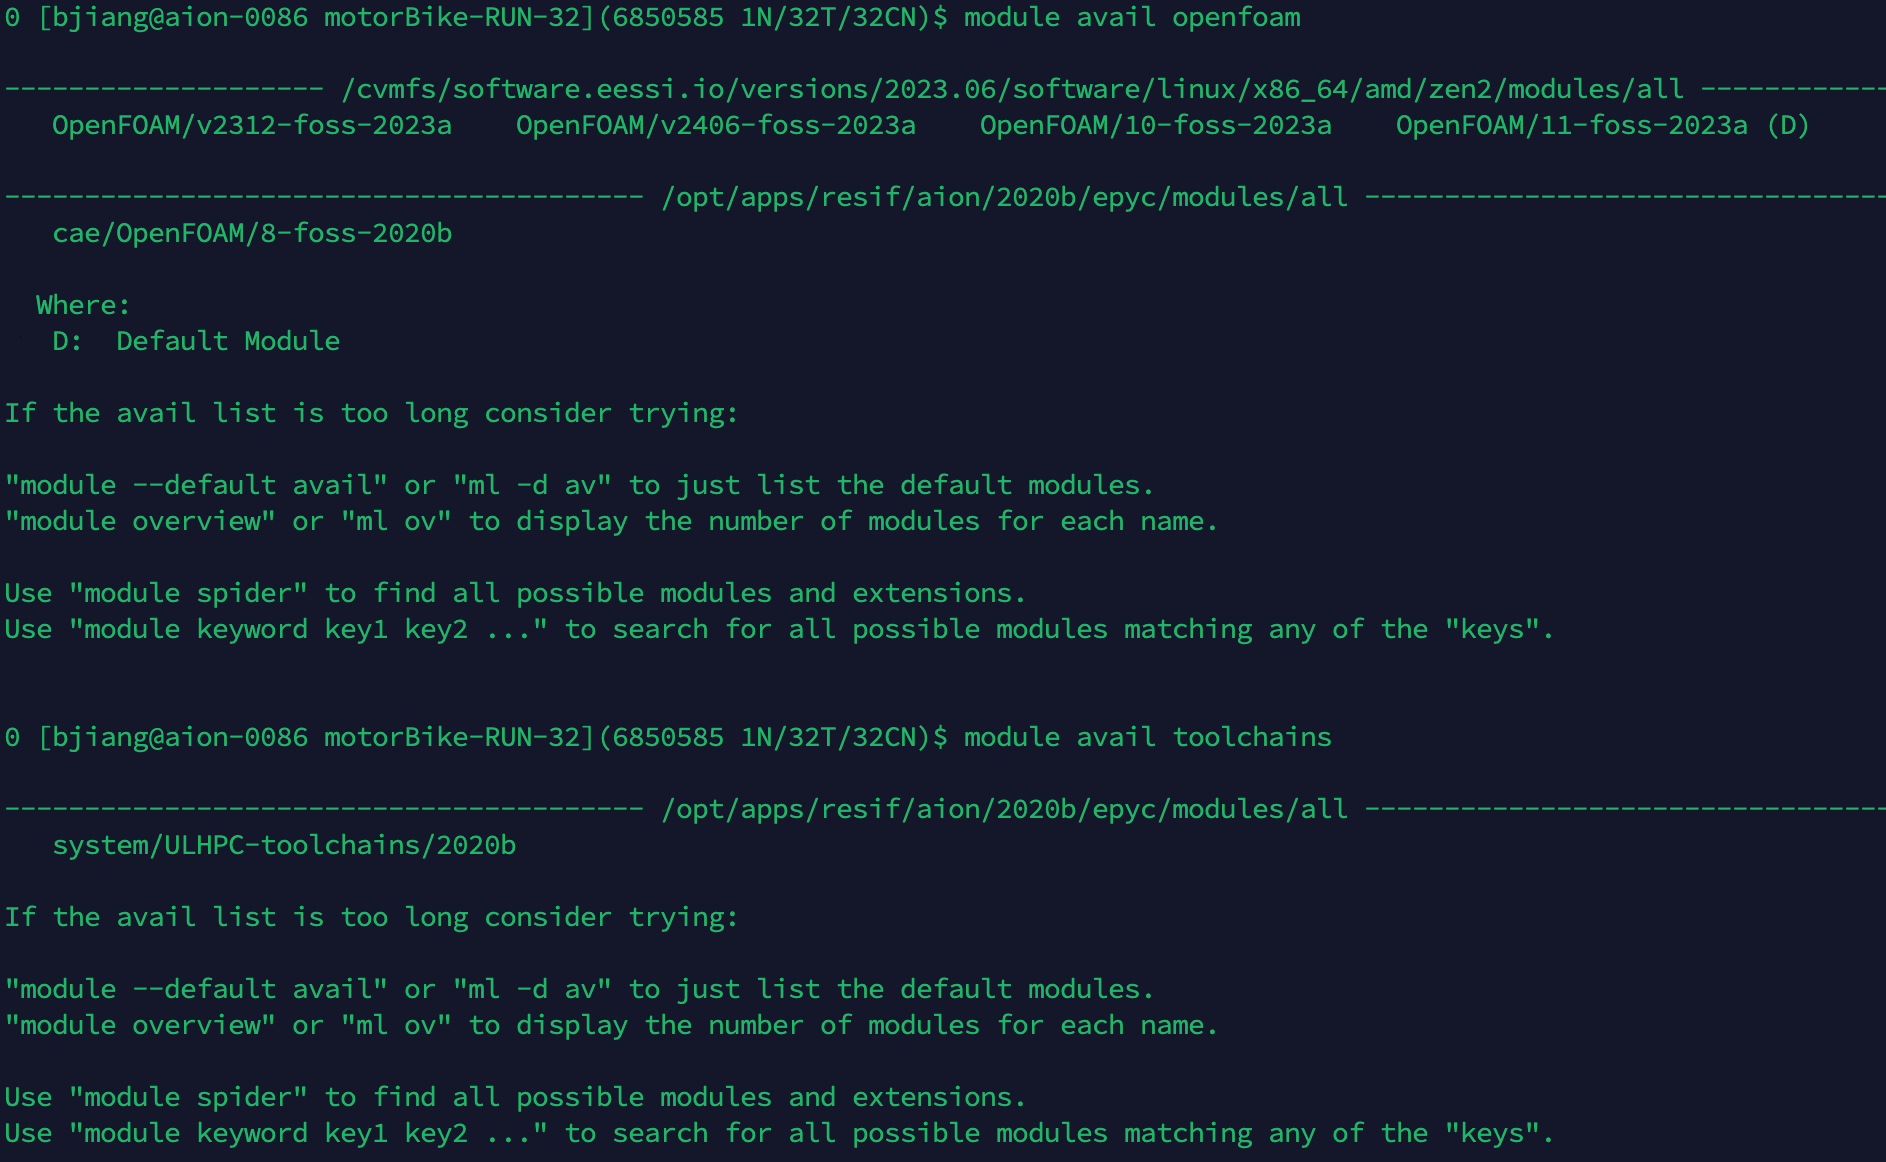 0 [bjiang@aion-0086 motorBike-RUN-32](6850585 1N/32T/32CN)$ module avail openfoam
-------------------- /cvmfs/software.eessi.io/versions/2023.06/software/linux/x86_64/amd/zen2/modules/all ------------
OpenFOAM/v2312-foss-2023a    OpenFOAM/v2406-foss-2023a    OpenFOAM/10-foss-2023a    OpenFOAM/11-foss-2023a (D)
---------------------------------------- /opt/apps/resif/aion/2020b/epyc/modules/all ---------------------------------
cae/OpenFOAM/8-foss-2020b
Where:
D:  Default Module
If the avail list is too long consider trying:
"module --default avail" or "ml -d av" to just list the default modules.
"module overview" or "ml ov" to display the number of modules for each name.
Use "module spider" to find all possible modules and extensions.
Use "module keyword key1 key2 ..." to search for all possible modules matching any of the "keys".
0 [bjiang@aion-0086 motorBike-RUN-32](6850585 1N/32T/32CN)$ module avail toolchains
---------------------------------------- /opt/apps/resif/aion/2020b/epyc/modules/all ---------------------------------
system/ULHPC-toolchains/2020b
If the avail list is too long consider trying:
"module --default avail" or "ml -d av" to just list the default modules.
"module overview" or "ml ov" to display the number of modules for each name.
Use "module spider" to find all possible modules and extensions.
Use "module keyword key1 key2 ..." to search for all possible modules matching any of the "keys".